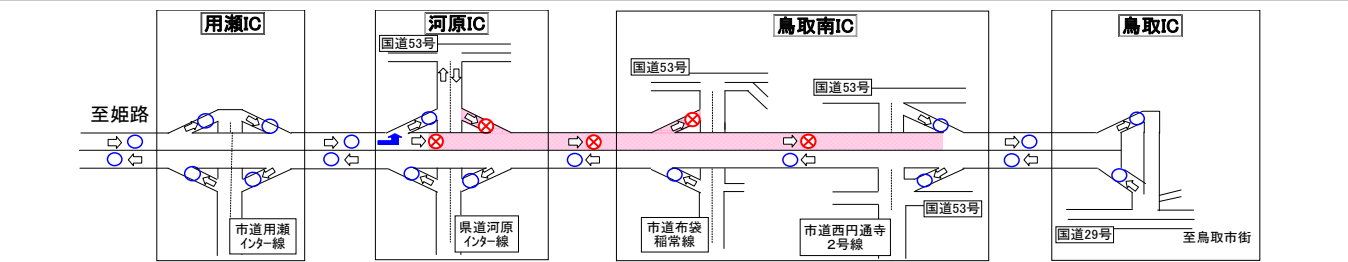 用瀬IC
河原IC
鳥取南IC
鳥取IC
国道53号
国道53号
国道53号
至姫路
市道用瀬
インター線
県道河原
インター線
市道布袋
稲常線
市道西円通寺
2号線
国道53号
国道29号
至鳥取市街